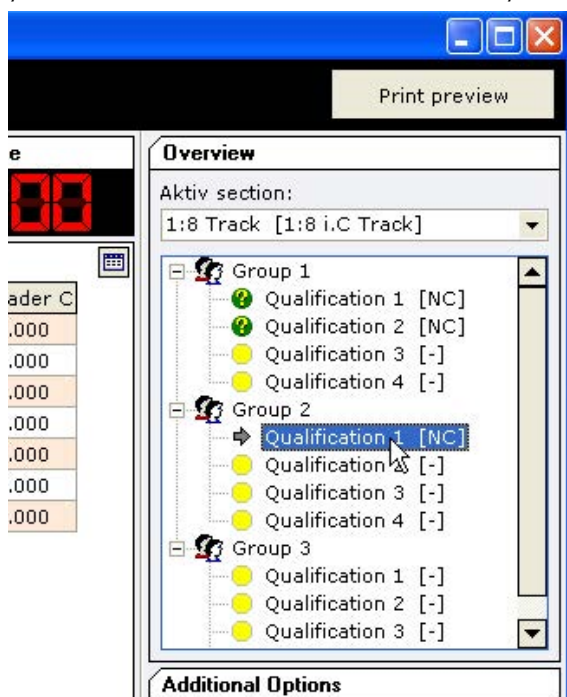 Print preview
e
Overview
Aktiv section:
1:8 Track [1:8 i.C Track]
ader C
.000
.000
.000
.000
.000
.000
.000
Group 1
Qualification 1 [NC]
Qualification 2 [NC]
Qualification 3 [-]
Qualification 4 [-]
Group 2
Qualification 1 [NC]
Qualification [-]
Qualification 3 [-]
Qualification 4 [-]
Group 3
Qualification 1 [-]
Qualification 2 [-]
Qualification 3 [-]
Additional Options